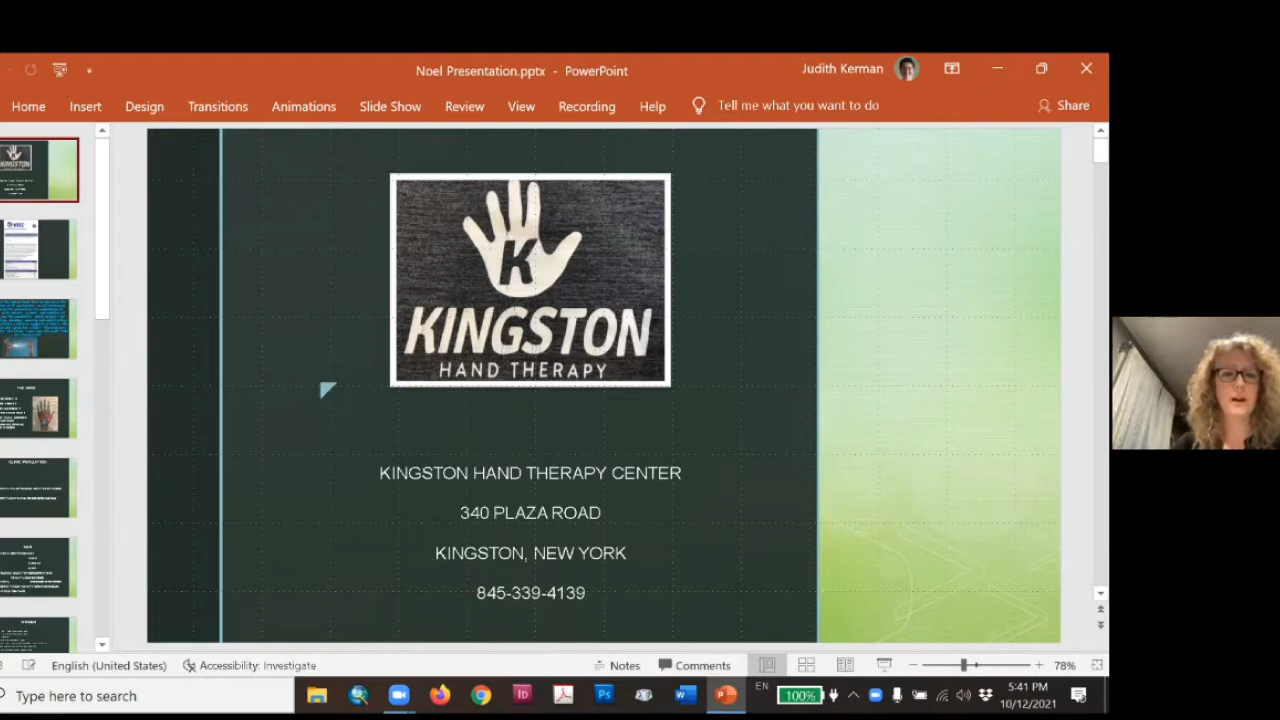 Noel Presentation.pptx - PowerPoint
Judith Kerman
Home Insert Design Transitions Animations Slide Show Review View Recording Help Tell me what you want to do Share
K
KINGSTON
HAND THERAPY
KINGSTON HAND THERAPY CENTER
340 PLAZA ROAD
KINGSTON, NEW YORK
845-339-4139
English (United States) Accessibility: Investigate Notes Comments 78%
Type here to search
EN
100%
5:41 PM
10/12/2021